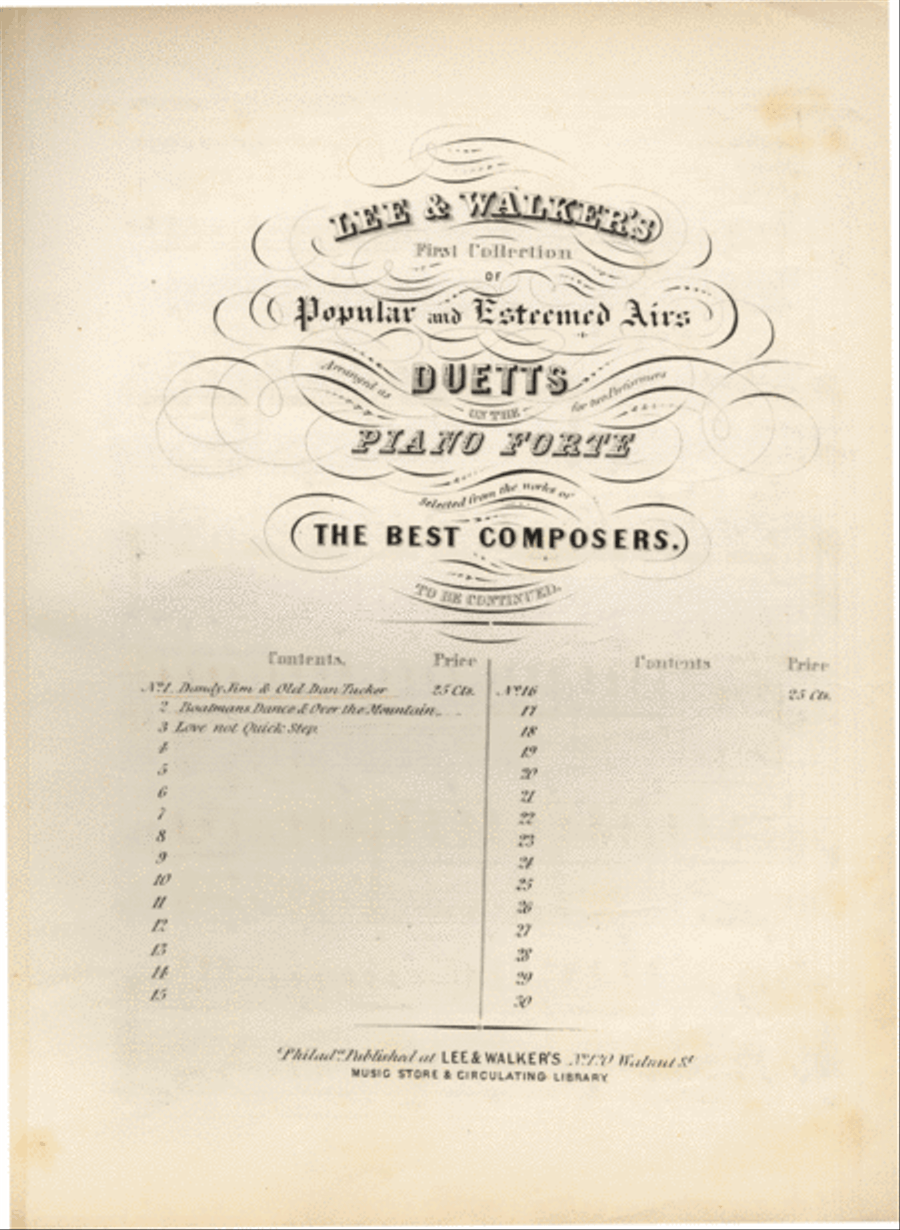 LEE & WALKER'S
First Collection
OF
Popular and Esteemed Airs
Arranged as DUETTS for two Performers
ON THE
PIANO FORTE
Selected from the works of
THE BEST COMPOSERS.
TO BE CONTINUED.
Contents. Price
No. 1 Dandy Jim & Old Dan Tucker 25 Cts.
2 Boatmans Dance & Over the Mountain
3 Love not Quick Step.
4
5
6
7
8
9
10
11
12
13
14
15
Contents Price
No. 16 25 Cts.
17
18
19
20
21
22
23
24
25
26
27
28
29
30
Philada. Published at LEE & WALKER'S Walnut St
MUSIC STORE & CIRCULATING LIBRARY